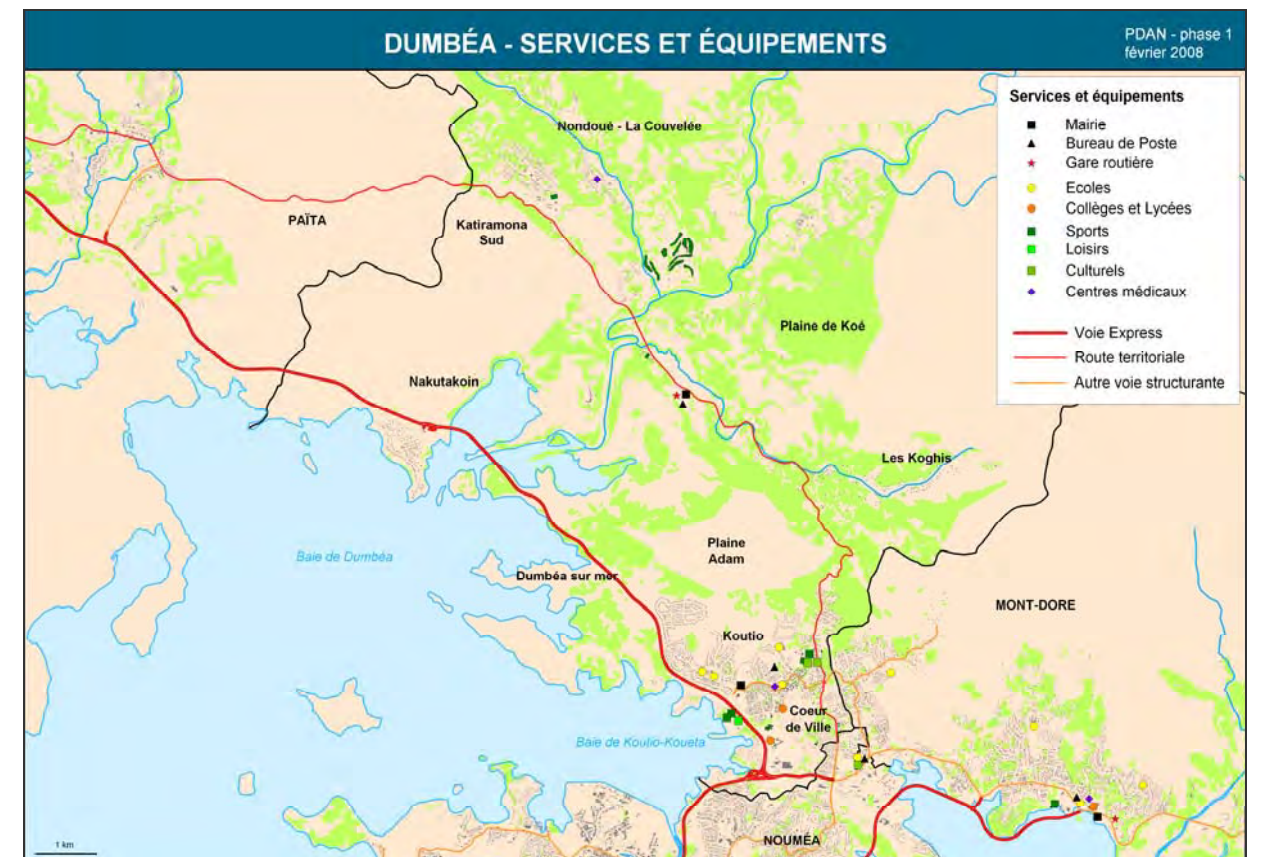 DUMBÉA - SERVICES ET ÉQUIPEMENTS
PDAN - phase 1
février 2008
Services et équipements
Mairie
Bureau de Poste
Gare routière
Ecoles
Collèges et Lycées
Sports
Loisirs
Culturels
Centres médicaux
Voie Express
Route territoriale
Autre voie structurante
Nondoué - La Couvelée
PAÏTA
Katiramona
Sud
Plaine de Koé
Nakutakoin
Les Koghis
Plaine
Adam
Baie de Dumbéa
Dumbéa sur mer
MONT-DORE
Koutio
Coeur
de Ville
Baie de Koutio-Koueta
NOUMÉA
1 km